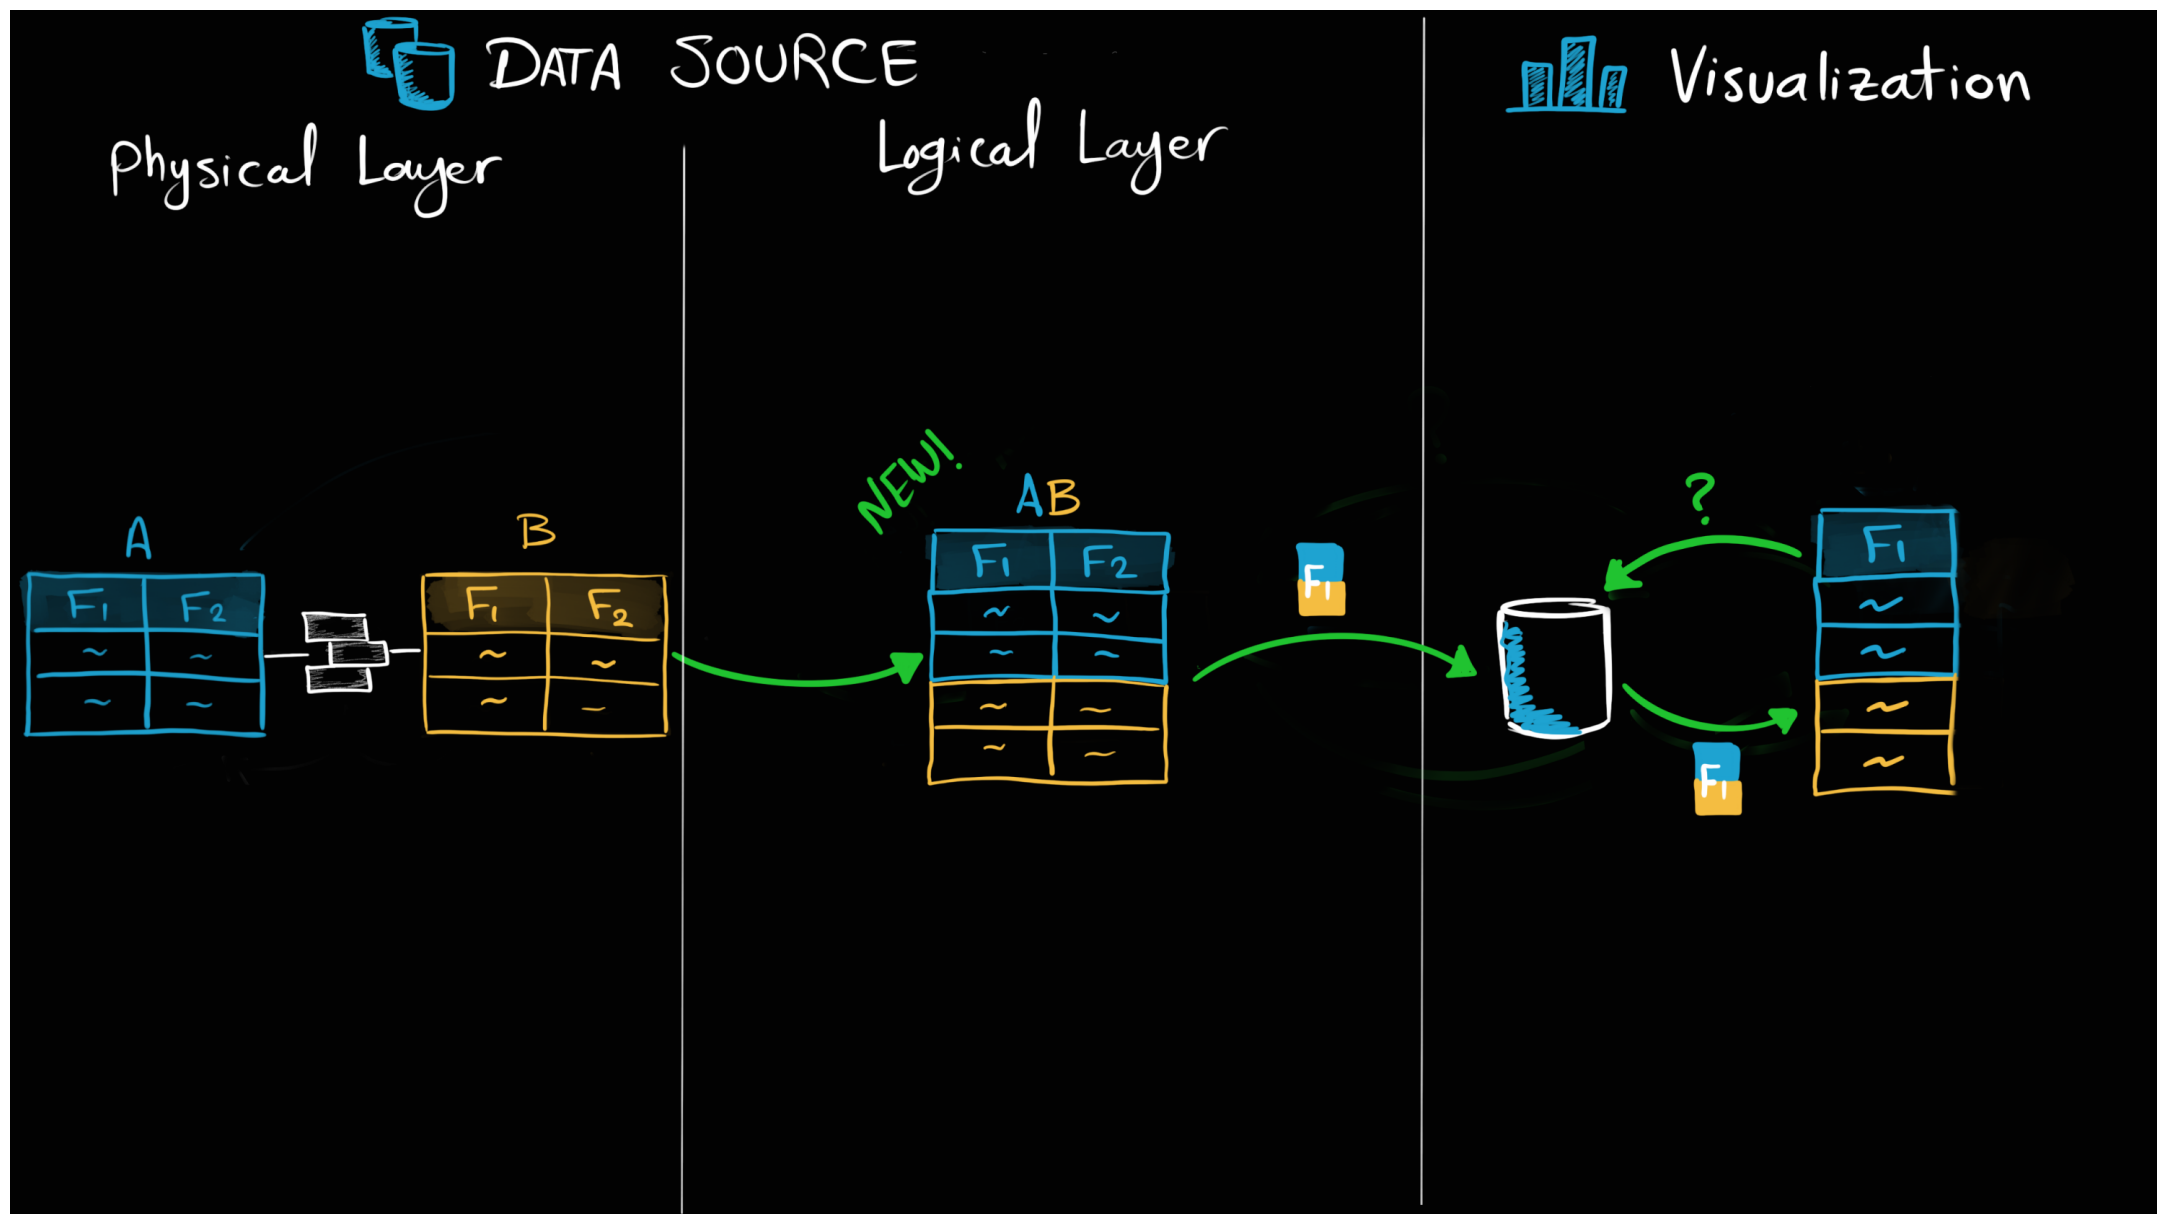 DATA SOURCE
Visualization
Physical Layer
Logical Layer
NEW!
A
B
AB
?
F1 F2
F1 F2
F1 F2
F1
F1
F1